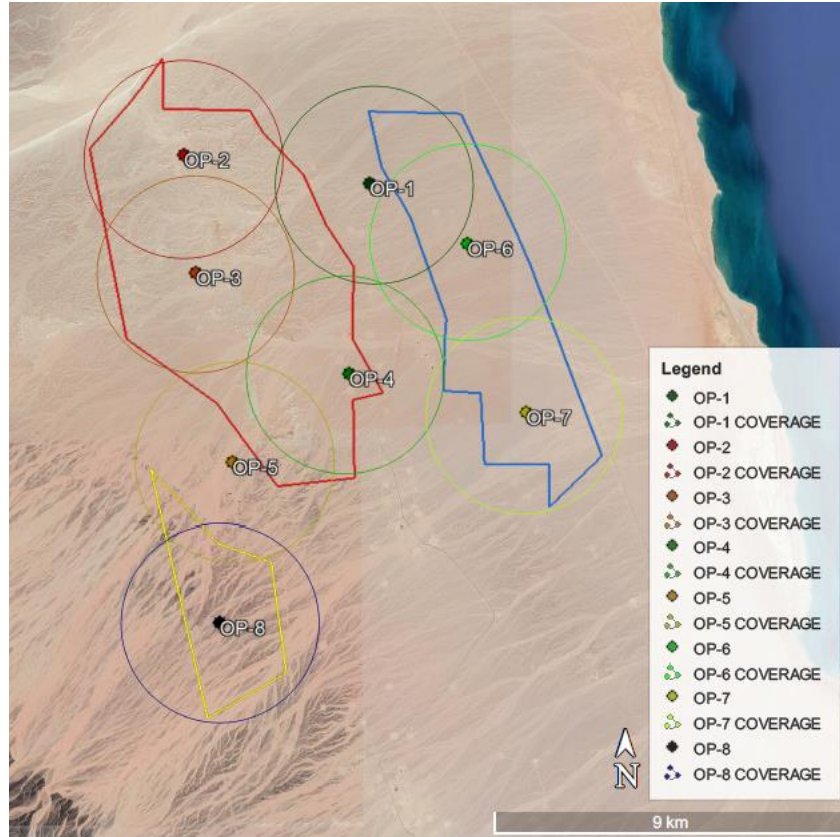 OP-2
OP-1
OP-6
OP-3
OP-4
OP-7
OP-5
OP-8
Legend
OP-1
OP-1 COVERAGE
OP-2
OP-2 COVERAGE
OP-3
OP-3 COVERAGE
OP-4
OP-4 COVERAGE
OP-5
OP-5 COVERAGE
OP-6
OP-6 COVERAGE
OP-7
OP-7 COVERAGE
OP-8
OP-8 COVERAGE
N
9 km